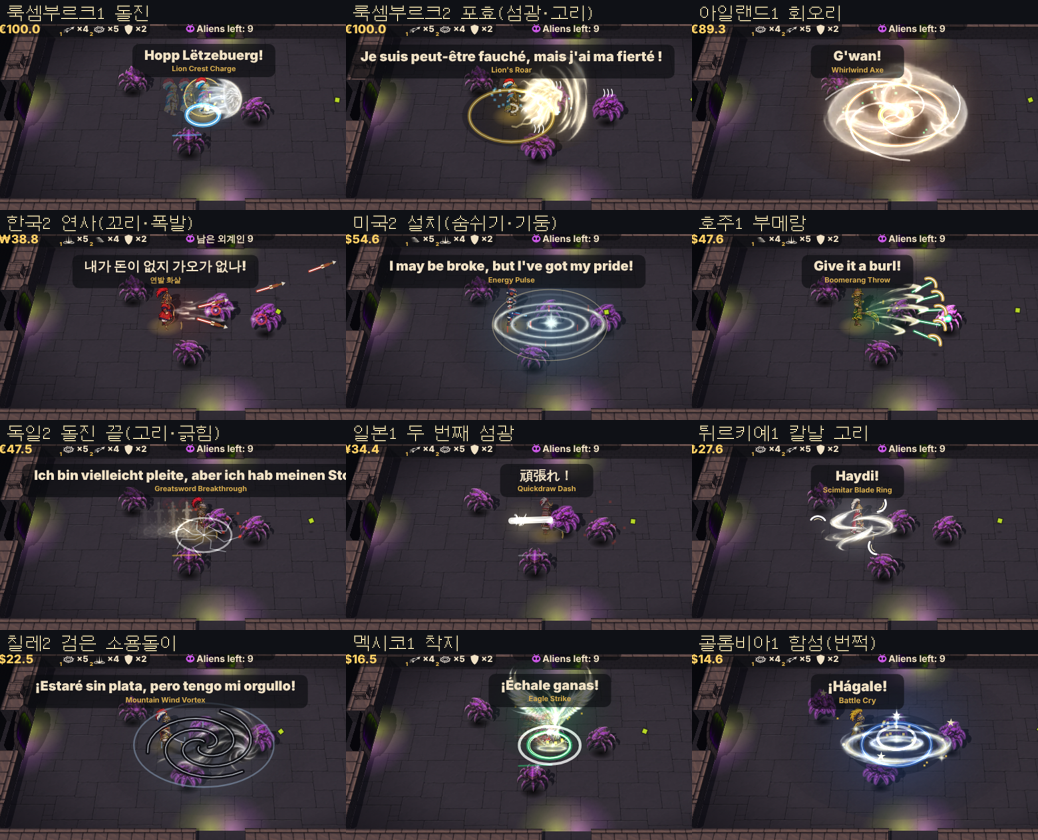 룩셈부르크1 돌진
€100.0
×4 ×5 ×2
Aliens left: 9
Hopp Lëtzebuerg!
Lion Crest Charge
룩셈부르크2 포효(섬광·고리)
€100.0
×4 ×5 ×2
Aliens left: 9
Je suis peut-être fauché, mais j'ai ma fierté !
Lion's Roar
아일랜드1 회오리
€89.3
×4 ×5 ×2
Aliens left: 9
G'wan!
Whirlwind Axe
한국2 연사(꼬리·폭발)
₩38.8
×5 ×4 ×2
남은 외계인 9
내가 돈이 없지 가오가 없나!
연발 화살
미국2 설치(숨쉬기·기둥)
$54.6
×5 ×4 ×2
Aliens left: 9
I may be broke, but I've got my pride!
Energy Pulse
호주1 부메랑
$47.6
×4 ×5 ×2
Aliens left: 9
Give it a burl!
Boomerang Throw
독일2 돌진 끝(고리·긁힘)
€47.5
×5 ×4 ×2
Aliens left: 9
Ich bin vielleicht pleite, aber ich hab meinen Sto
Greatsword Breakthrough
일본1 두 번째 섬광
¥34.4
×4 ×5 ×2
Aliens left: 9
頑張れ！
Quickdraw Dash
튀르키예1 칼날 고리
₺27.6
×4 ×5 ×2
Aliens left: 9
Haydi!
Scimitar Blade Ring
칠레2 검은 소용돌이
$22.5
×5 ×4 ×2
Aliens left: 9
¡Estaré sin plata, pero tengo mi orgullo!
Mountain Wind Vortex
멕시코1 착지
$16.5
×4 ×5 ×2
Aliens left: 9
¡Échale ganas!
Eagle Strike
콜롬비아1 함성(번쩍)
$14.6
×4 ×5 ×2
Aliens left: 9
¡Hágale!
Battle Cry